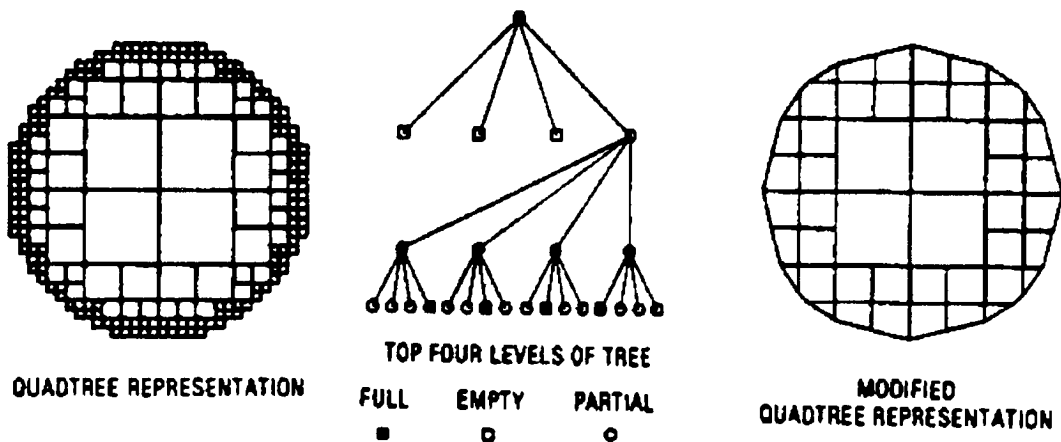 QUADTREE REPRESENTATION
TOP FOUR LEVELS OF TREE
FULL EMPTY PARTIAL
MODIFIED
QUADTREE REPRESENTATION